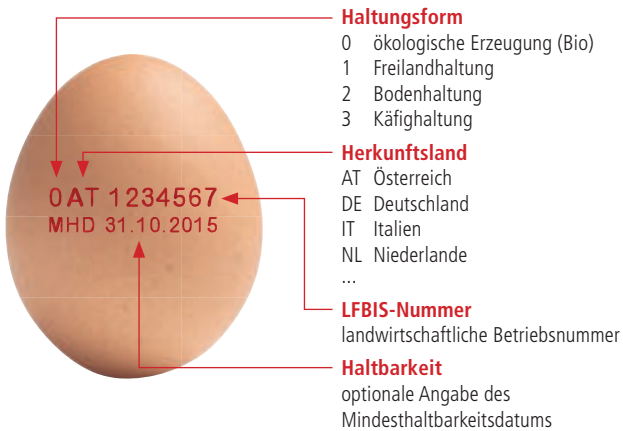 Haltungsform
0 ökologische Erzeugung (Bio)
1 Freilandhaltung
2 Bodenhaltung
3 Käfighaltung
Herkunftsland
AT Österreich
DE Deutschland
IT Italien
NL Niederlande
...
LFBIS-Nummer
landwirtschaftliche Betriebsnummer
Haltbarkeit
optionale Angabe des
Mindesthaltbarkeitsdatums
0AT 1234567
MHD 31.10.2015